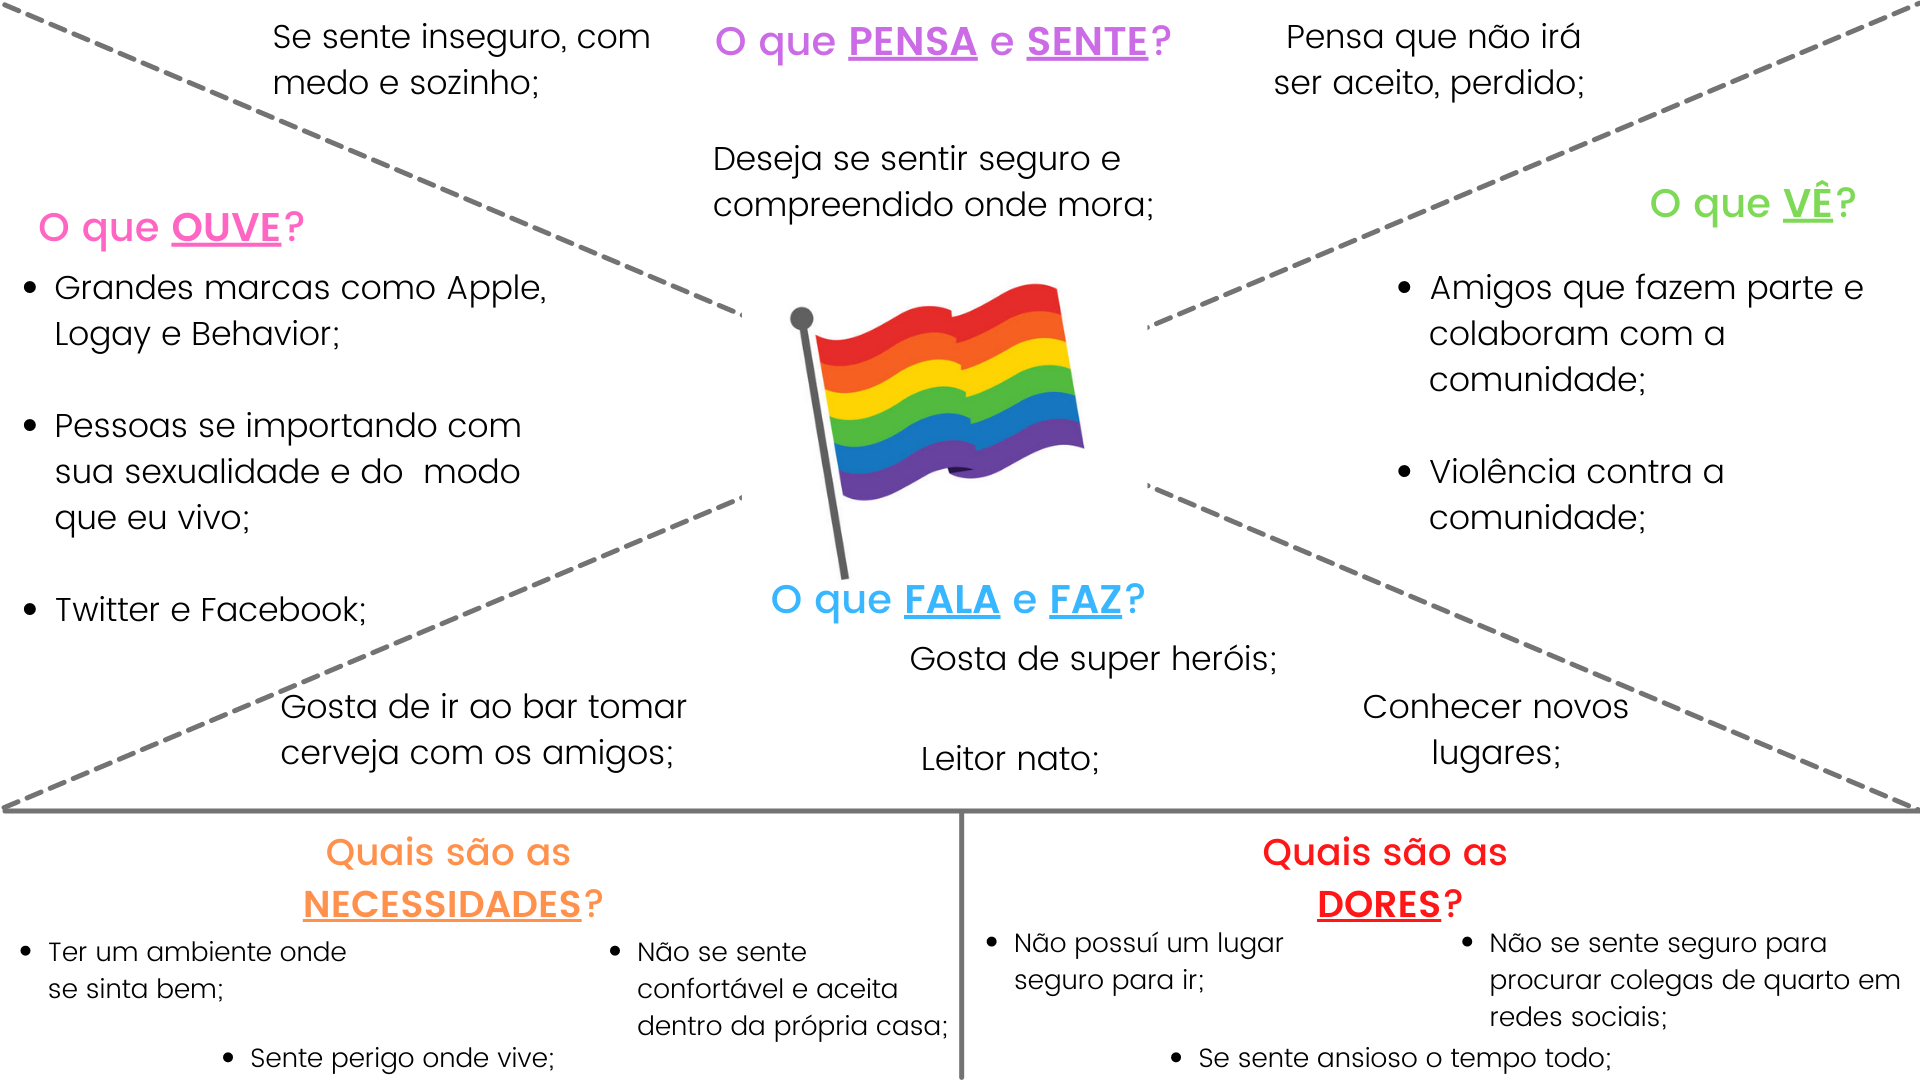 O que PENSA e SENTE?
Se sente inseguro, com
medo e sozinho;
Pensa que não irá
ser aceito, perdido;
Deseja se sentir seguro e
compreendido onde mora;
O que OUVE?
Grandes marcas como Apple,
Logay e Behavior;
Pessoas se importando com
sua sexualidade e do modo
que eu vivo;
Twitter e Facebook;
O que VÊ?
Amigos que fazem parte e
colaboram com a
comunidade;
Violência contra a
comunidade;
O que FALA e FAZ?
Gosta de super heróis;
Gosta de ir ao bar tomar
cerveja com os amigos;
Leitor nato;
Conhecer novos
lugares;
Quais são as
NECESSIDADES?
Ter um ambiente onde
se sinta bem;
Não se sente
confortável e aceita
dentro da própria casa;
Sente perigo onde vive;
Quais são as
DORES?
Não possuí um lugar
seguro para ir;
Não se sente seguro para
procurar colegas de quarto em
redes sociais;
Se sente ansioso o tempo todo;